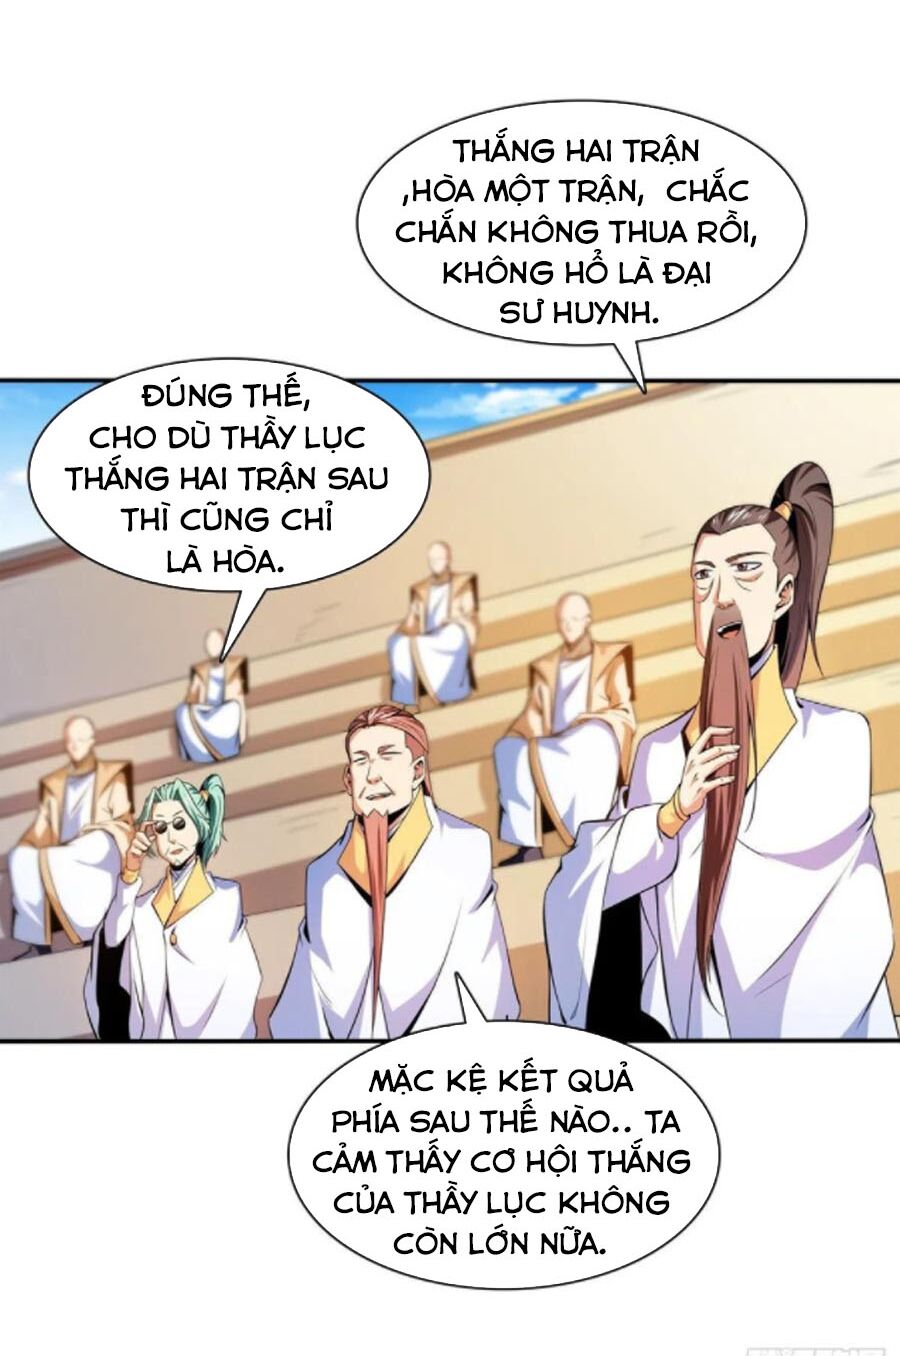 THẮNG HAI TRẬN
,HÒA MỘT TRẬN, CHẮC
CHẮN KHÔNG THUA RỒI,
KHÔNG HỔ LÀ ĐẠI
SƯ HUYNH.
ĐÚNG THẾ,
CHO DÙ THẦY LỤC
THẮNG HAI TRẬN SAU
THÌ CŨNG CHỈ
LÀ HÒA.
MẶC KỆ KẾT QUẢ
PHÍA SAU THẾ NÀO.. TA
CẢM THẤY CƠ HỘI THẮNG
CỦA THẦY LỤC KHÔNG
CÒN LỚN NỮA.